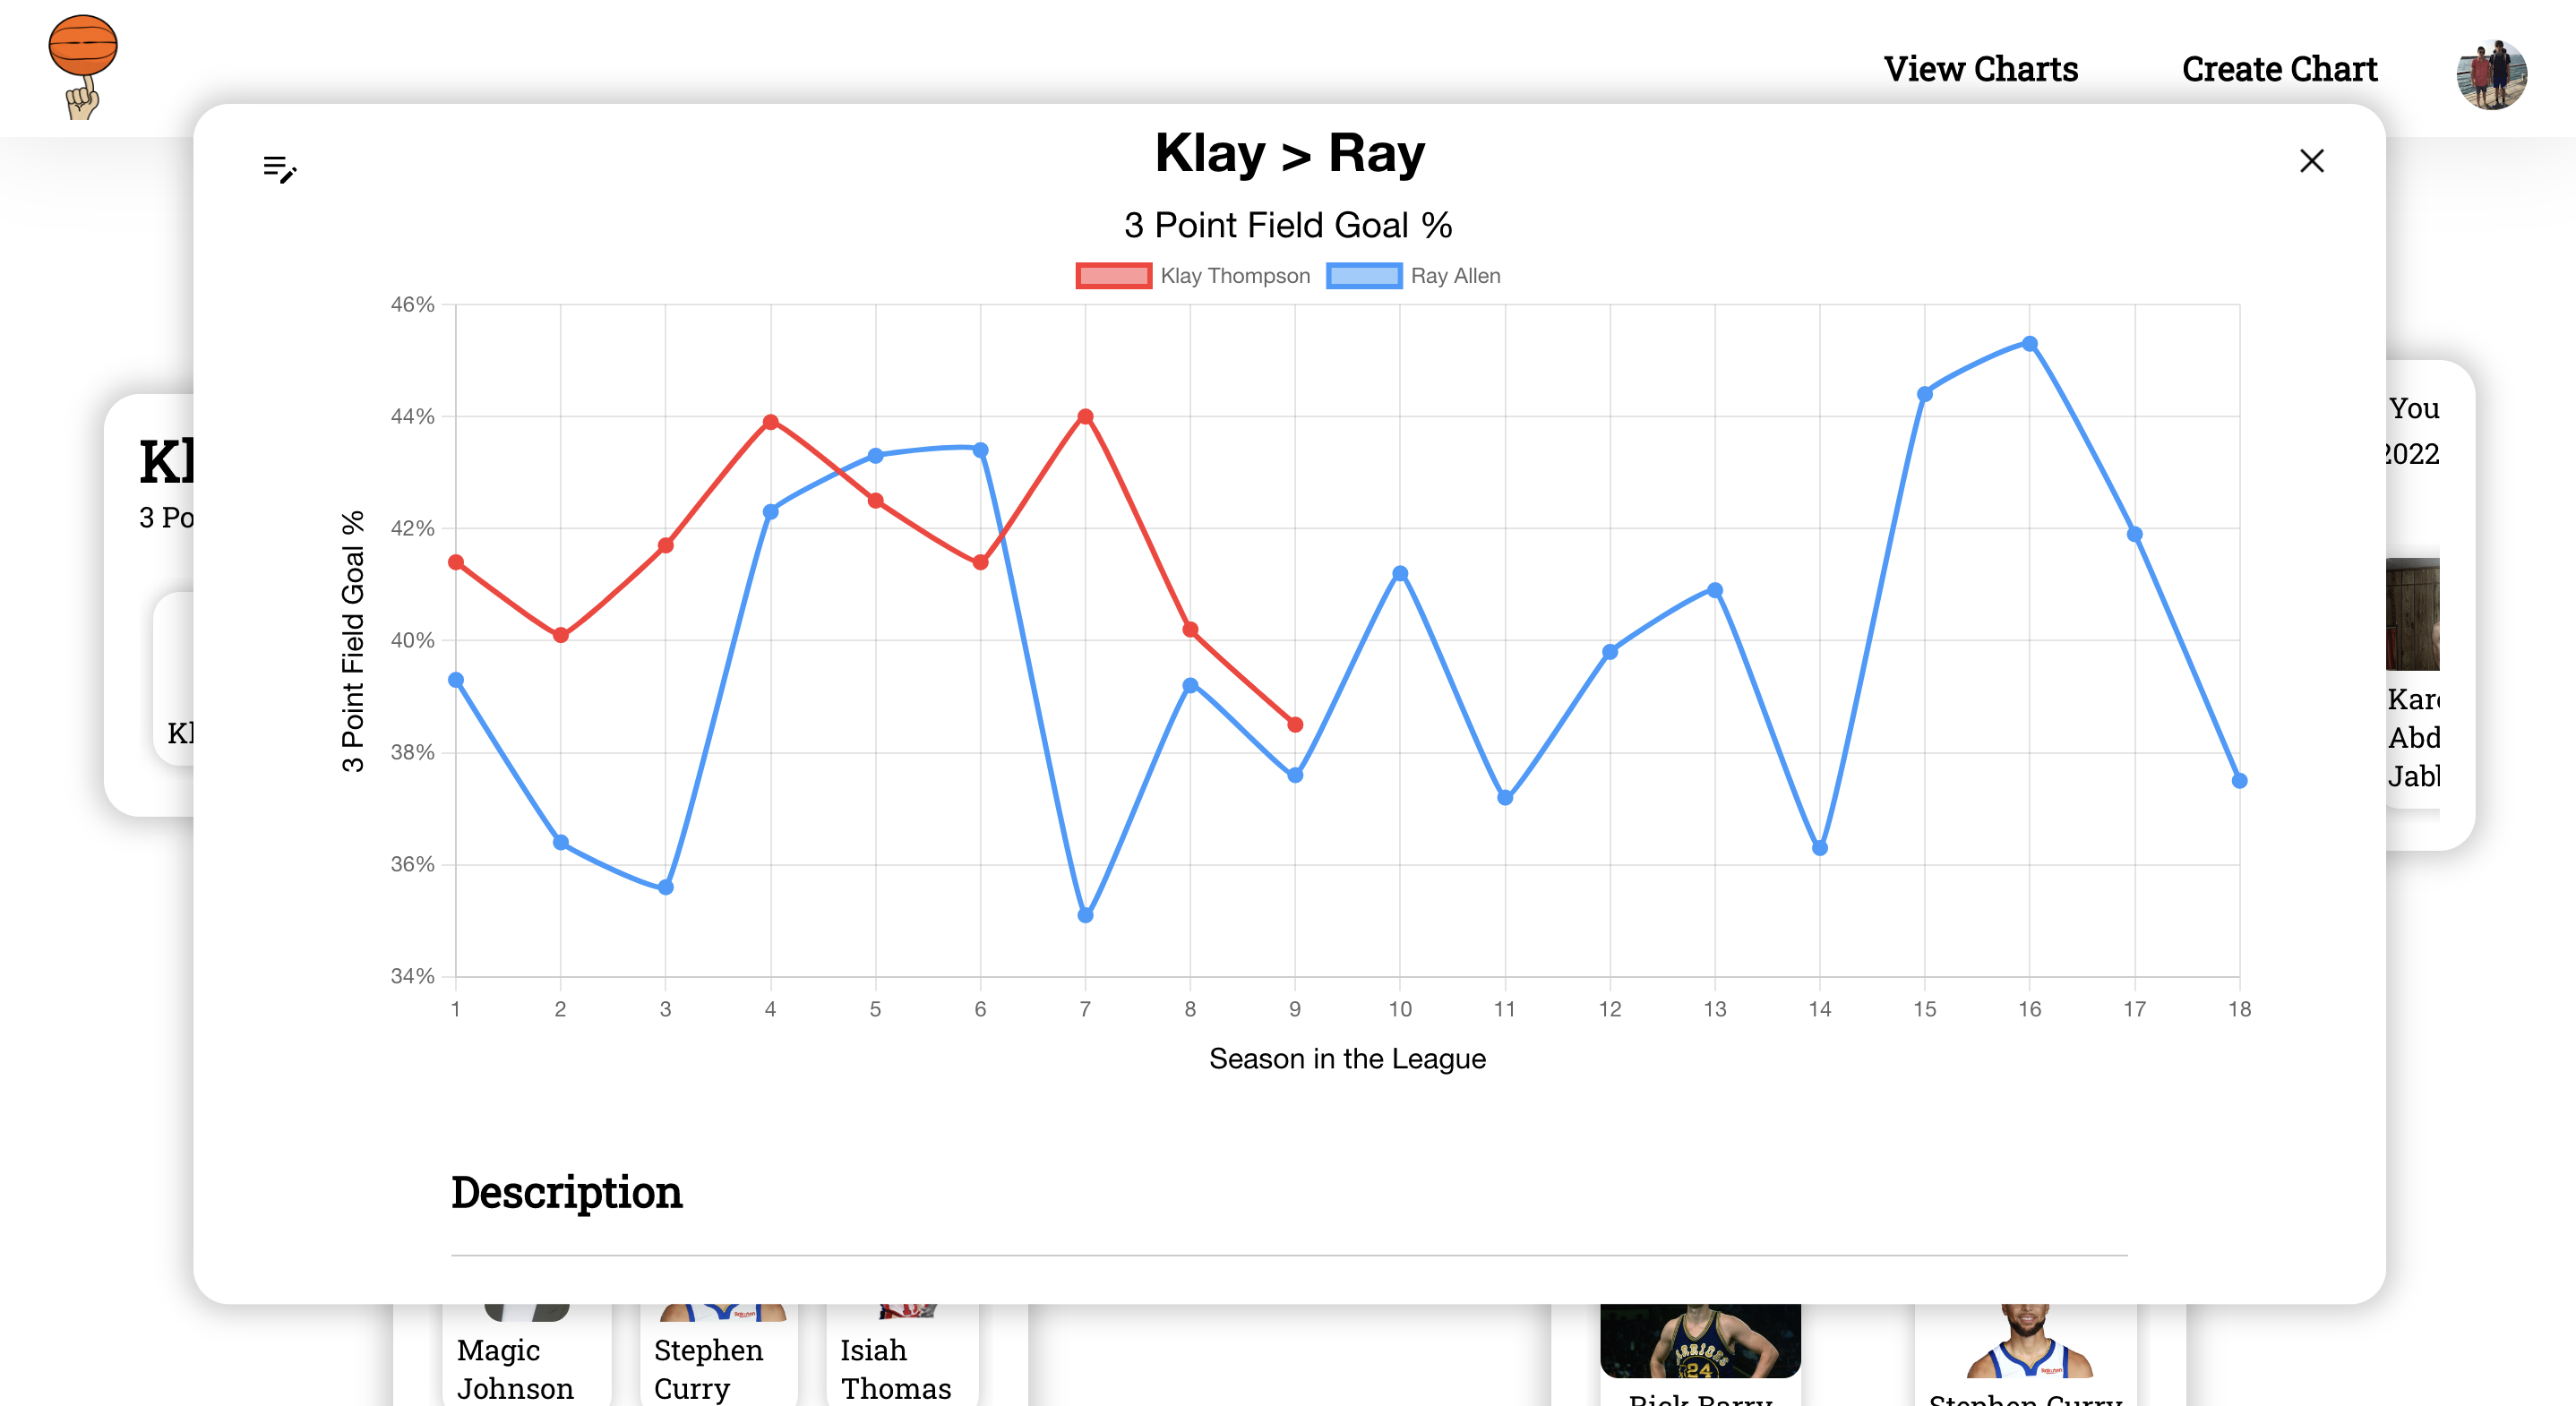 View Charts Create Chart
Klay > Ray
3 Point Field Goal %
Klay Thompson Ray Allen
46%
44%
42%
40%
38%
36%
34%
3 Point Field Goal %
1 2 3 4 5 6 7 8 9 10 11 12 13 14 15 16 17 18
Season in the League
Description
Kl
3 Po
Kl
You
2022
Kar
Abd
Jab
Magic
Johnson
Stephen
Curry
Isiah
Thomas
WARRIORS
24
Rick Barry
Stephen Curry